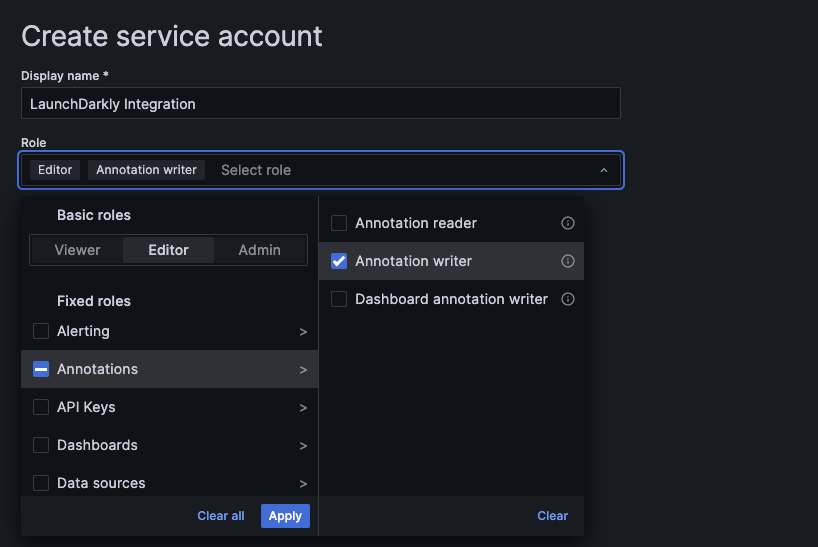 Create service account
Display name *
LaunchDarkly Integration
Role
Editor Annotation writer Select role
Basic roles
Viewer Editor Admin
Fixed roles
Alerting >
Annotations >
API Keys >
Dashboards >
Data sources >
Clear all Apply
Annotation reader
Annotation writer
Dashboard annotation writer
Clear